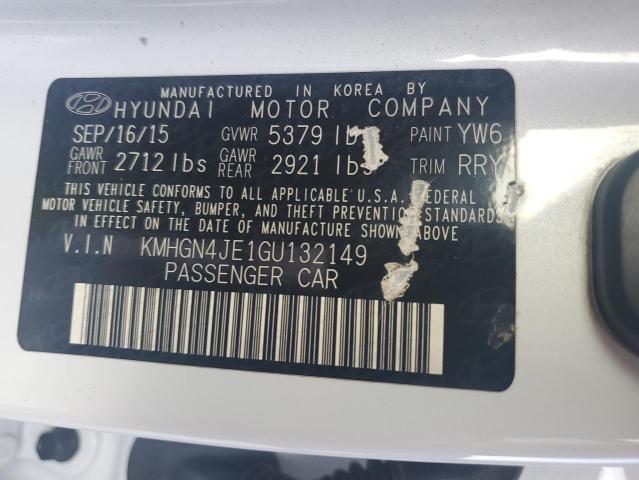 MANUFACTURED IN KOREA BY
HYUNDAI MOTOR COMPANY
SEP/16/15 GVWR 5379 lbs PAINT YW6
GAWR FRONT 2712 lbs GAWR REAR 2921 lbs TRIM RRY
THIS VEHICLE CONFORMS TO ALL APPLICABLE U.S.A. FEDERAL
MOTOR VEHICLE SAFETY, BUMPER, AND THEFT PREVENTION STANDARDS
IN EFFECT ON THE DATE OF MANUFACTURE SHOWN ABOVE.
V.I.N KMHGN4JE1GU132149
PASSENGER CAR